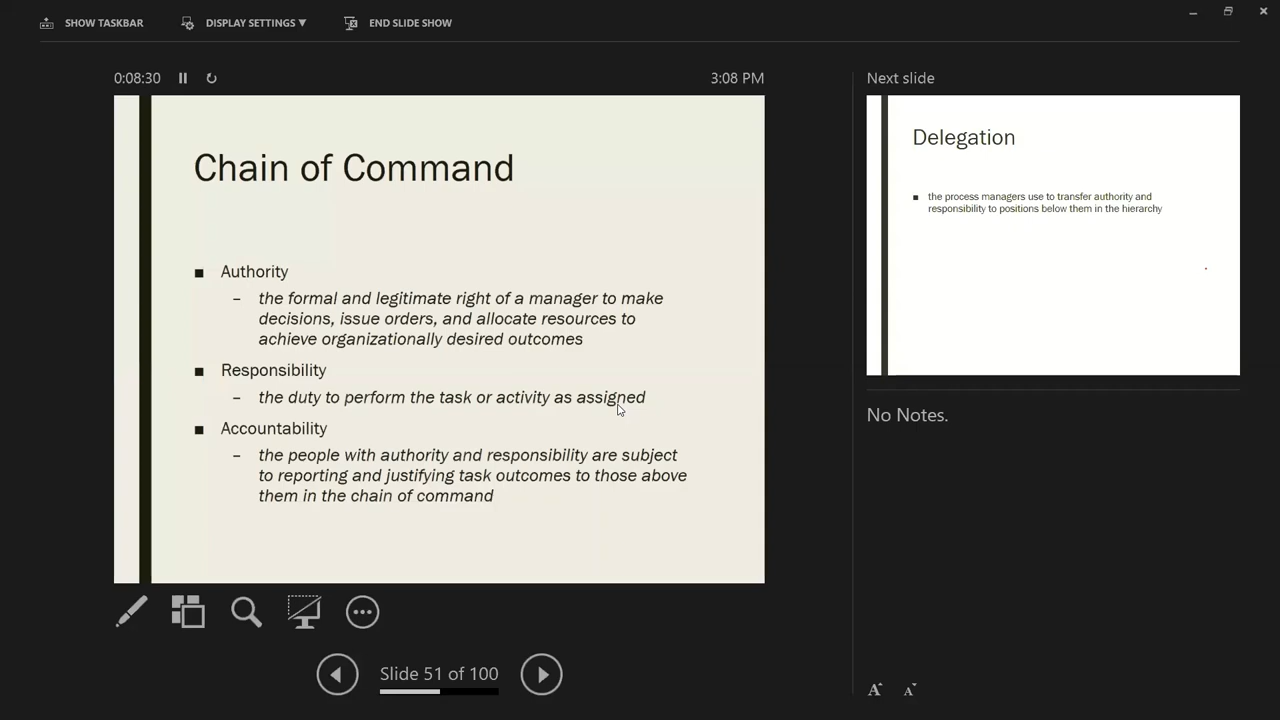 SHOW TASKBAR
DISPLAY SETTINGS ▼
END SLIDE SHOW
0:08:30
3:08 PM
Chain of Command
■ Authority
– the formal and legitimate right of a manager to make
decisions, issue orders, and allocate resources to
achieve organizationally desired outcomes
■ Responsibility
– the duty to perform the task or activity as assigned
■ Accountability
– the people with authority and responsibility are subject
to reporting and justifying task outcomes to those above
them in the chain of command
Slide 51 of 100
Next slide
Delegation
■ the process managers use to transfer authority and
responsibility to positions below them in the hierarchy
No Notes.
A A